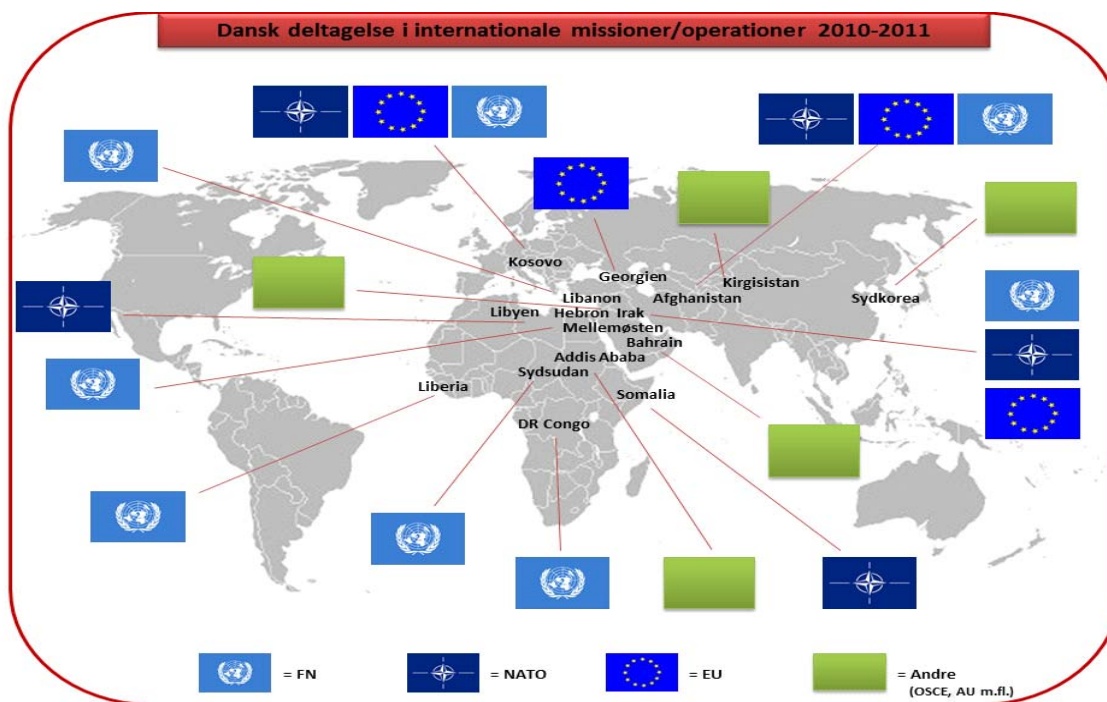 Dansk deltagelse i internationale missioner/operationer 2010-2011
Kosovo
Georgien
Kirgisistan
Libanon
Afghanistan
Sydkorea
Libyen
Hebron
Irak
Mellemøsten
Bahrain
Addis Ababa
Sydsudan
Liberia
Somalia
DR Congo
= FN
= NATO
= EU
= Andre
(OSCE, AU m.fl.)